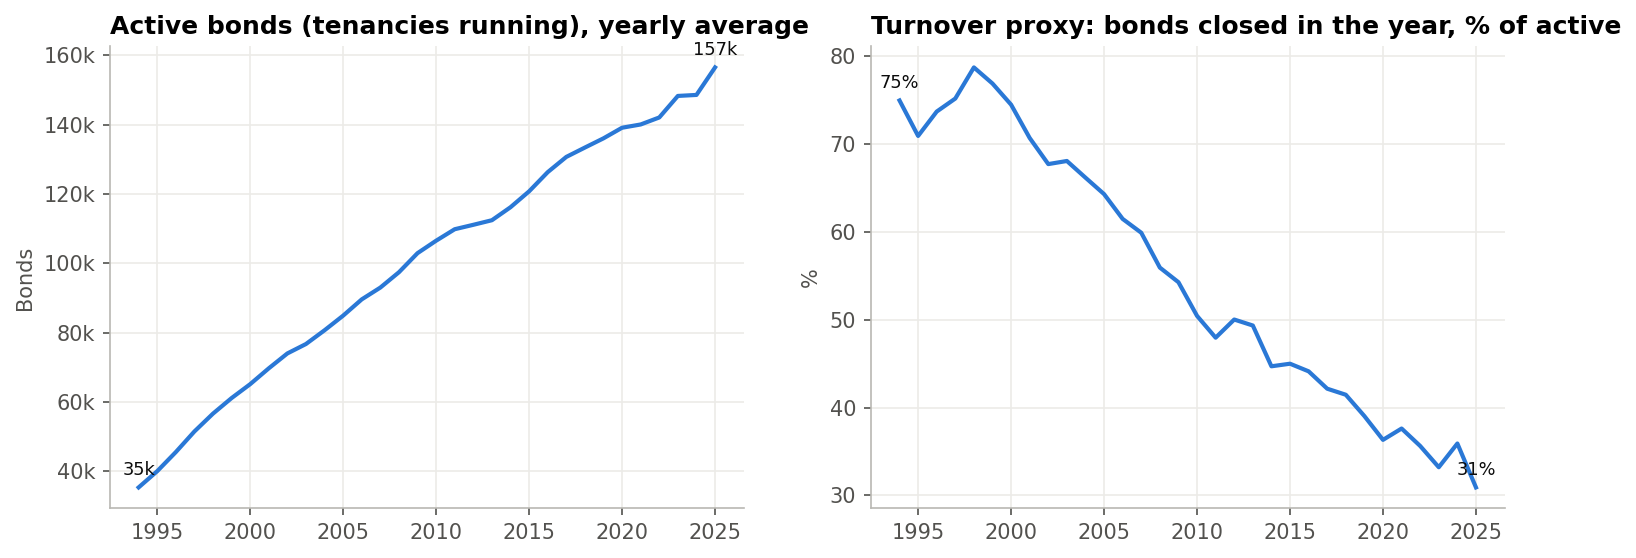 Active bonds (tenancies running), yearly average
157k
35k
Bonds
160k
140k
120k
100k
80k
60k
40k
1995 2000 2005 2010 2015 2020 2025
Turnover proxy: bonds closed in the year, % of active
75%
31%
%
80
70
60
50
40
30
1995 2000 2005 2010 2015 2020 2025